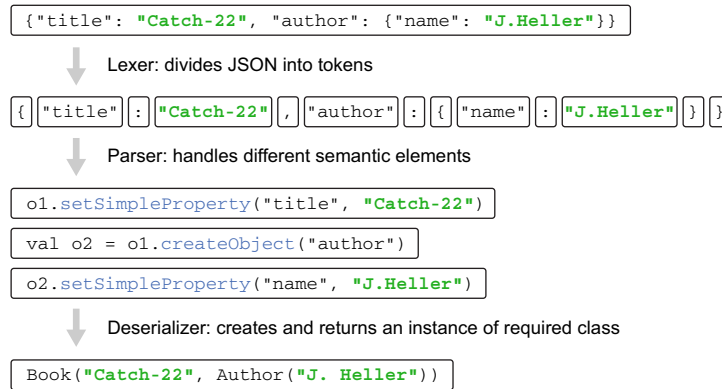 {"title": "Catch-22", "author": {"name": "J.Heller"}}
Lexer: divides JSON into tokens
{ "title" : "Catch-22" , "author" : { "name" : "J.Heller" } }
Parser: handles different semantic elements
o1.setSimpleProperty("title", "Catch-22")
val o2 = o1.createObject("author")
o2.setSimpleProperty("name", "J.Heller")
Deserializer: creates and returns an instance of required class
Book("Catch-22", Author("J. Heller"))